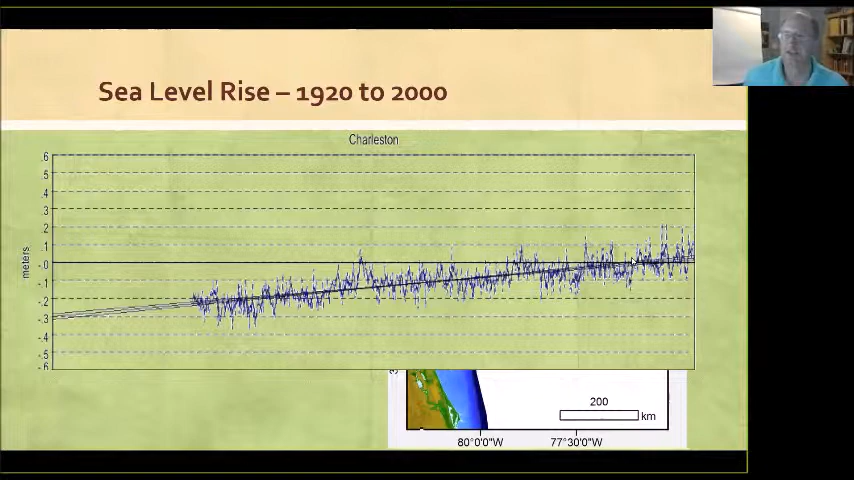 Sea Level Rise – 1920 to 2000
Charleston
.6
.5
.4
.3
.2
.1
-.0
-.1
-.2
-.3
-.4
-.5
-.6
meters
200
km
80°0'0"W 77°30'0"W